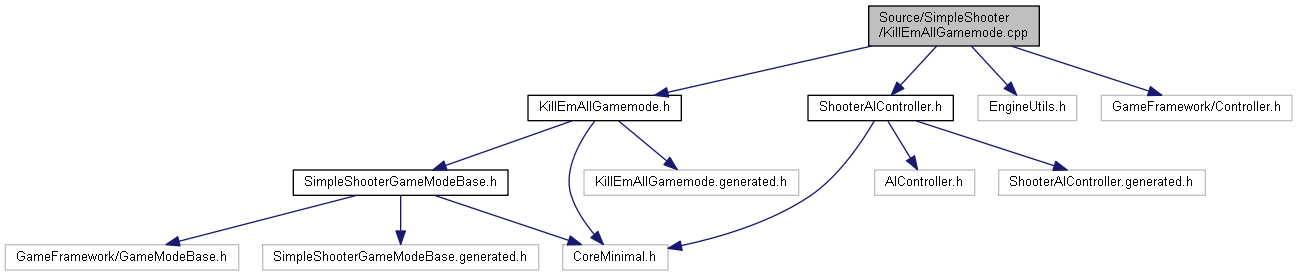 Source/SimpleShooter
/KillEmAllGamemode.cpp
KillEmAllGamemode.h
ShooterAIController.h
EngineUtils.h
GameFramework/Controller.h
SimpleShooterGameModeBase.h
KillEmAllGamemode.generated.h
AIController.h
ShooterAIController.generated.h
GameFramework/GameModeBase.h
SimpleShooterGameModeBase.generated.h
CoreMinimal.h